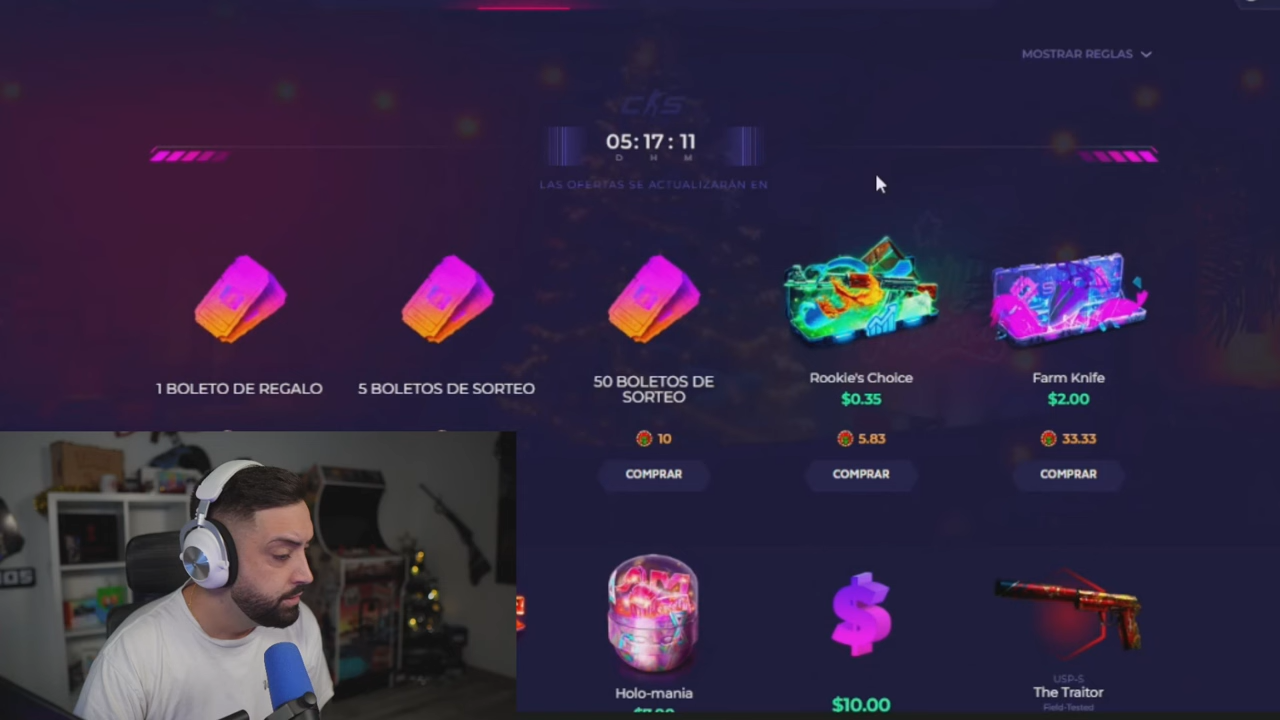 MOSTRAR REGLAS
05: 17: 11
D H M
LAS OFERTAS SE ACTUALIZARÁN EN
1 BOLETO DE REGALO
5 BOLETOS DE SORTEO
50 BOLETOS DE
SORTEO
10
COMPRAR
Rookie's Choice
$0.35
5.83
COMPRAR
Farm Knife
$2.00
33.33
COMPRAR
Holo-mania
$10.00
USP-S
The Traitor
Field-Tested